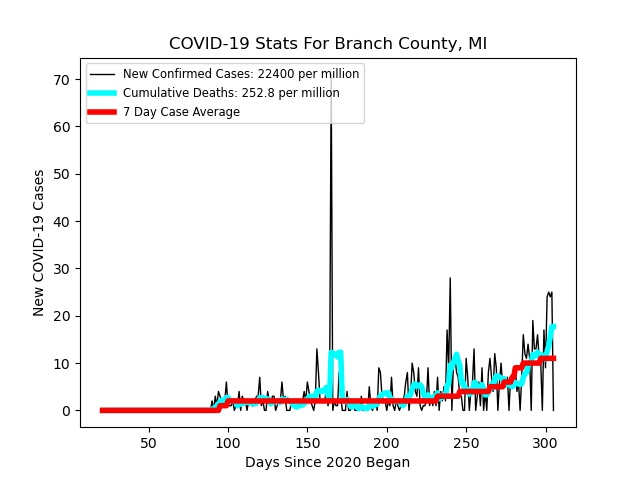 COVID-19 Stats For Branch County, MI
New Confirmed Cases: 22400 per million
Cumulative Deaths: 252.8 per million
7 Day Case Average
New COVID-19 Cases
70
60
50
40
30
20
10
0
50 100 150 200 250 300
Days Since 2020 Began